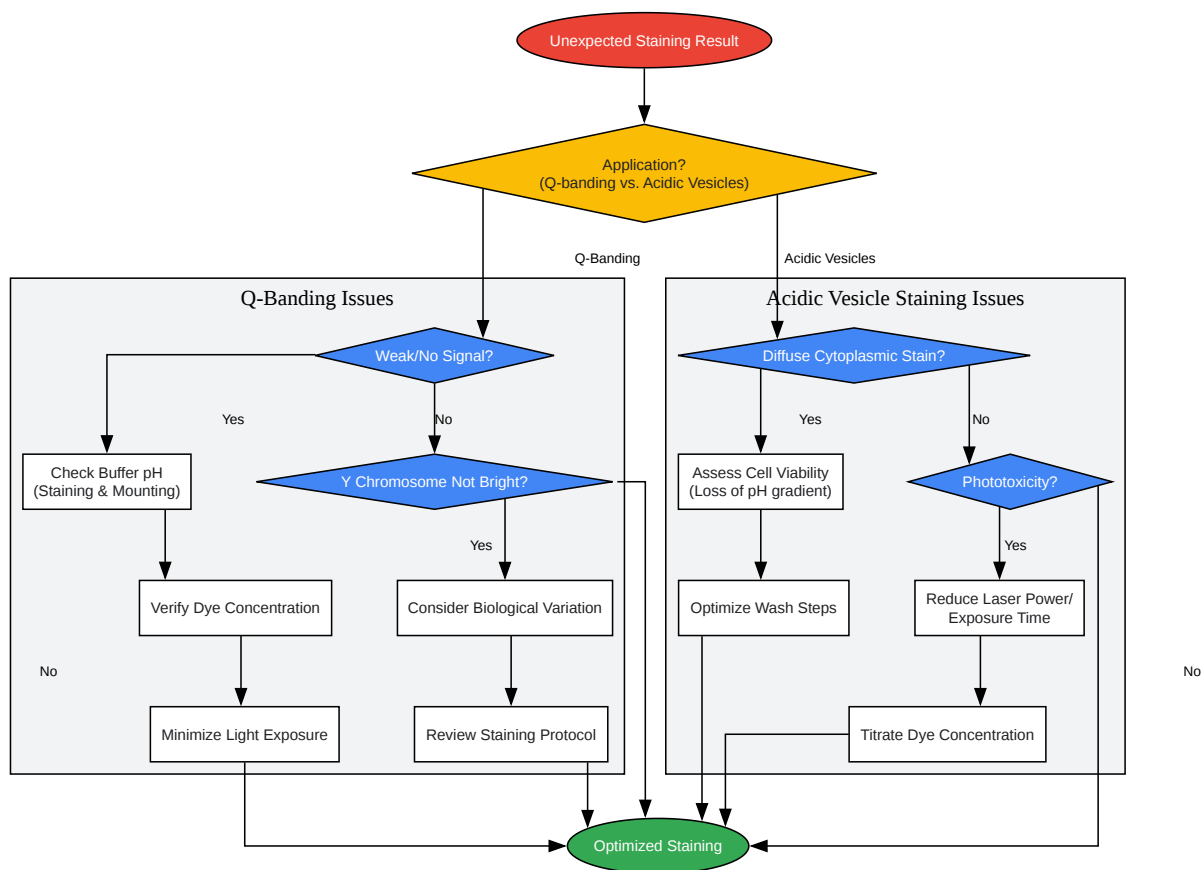 Unexpected Staining Result
Application?
(Q-banding vs. Acidic Vesicles)
Q-Banding
Acidic Vesicles
Q-Banding Issues
Acidic Vesicle Staining Issues
Weak/No Signal?
Diffuse Cytoplasmic Stain?
Yes
No
Yes
No
Check Buffer pH
(Staining & Mounting)
Y Chromosome Not Bright?
Assess Cell Viability
(Loss of pH gradient)
Phototoxicity?
Yes
Yes
Verify Dye Concentration
Consider Biological Variation
Optimize Wash Steps
Reduce Laser Power/
Exposure Time
No
No
Minimize Light Exposure
Review Staining Protocol
Titrate Dye Concentration
Optimized Staining